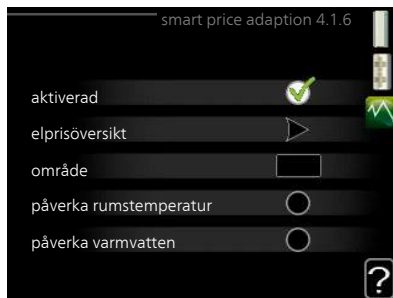 smart price adaption 4.1.6
aktiverad
elprisöversikt
område
påverka rumstemperatur
påverka varmvatten
?